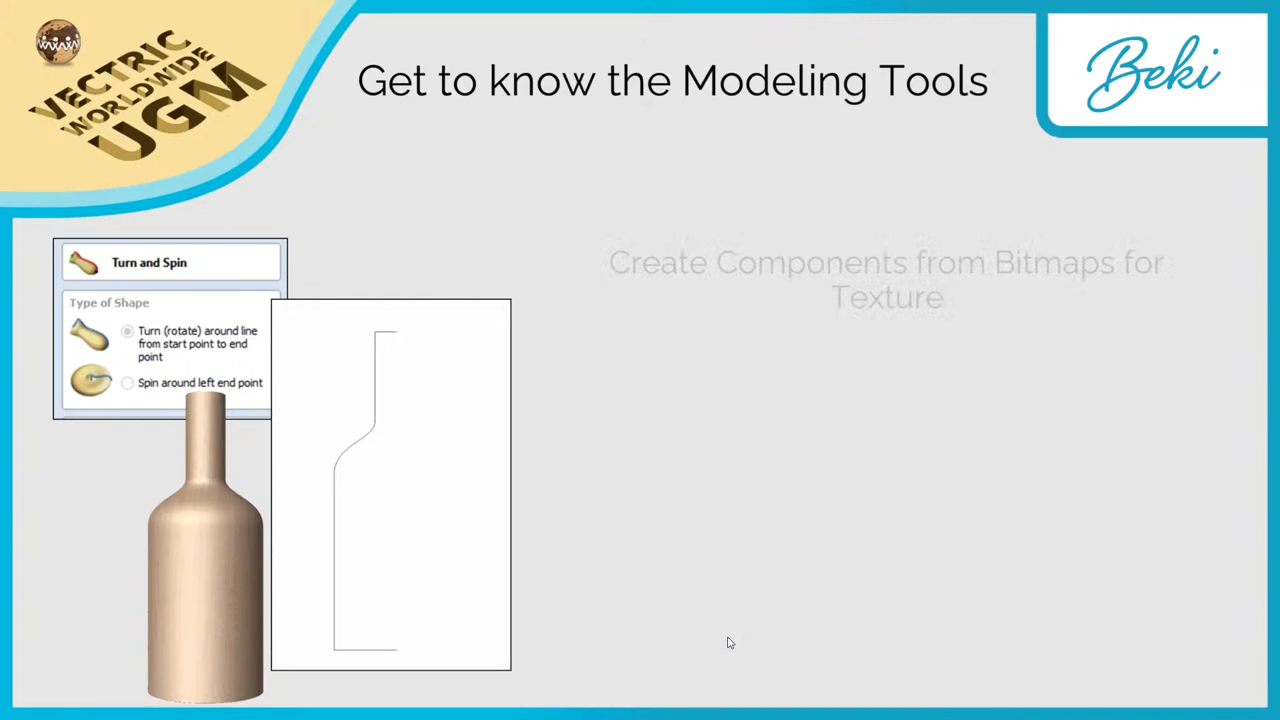 VECTRIC
WORLDWIDE
UGM
Get to know the Modeling Tools
Beki
Turn and Spin
Type of Shape
Turn (rotate) around line
from start point to end
point
Spin around left end point
Create Components from Bitmaps for
Texture